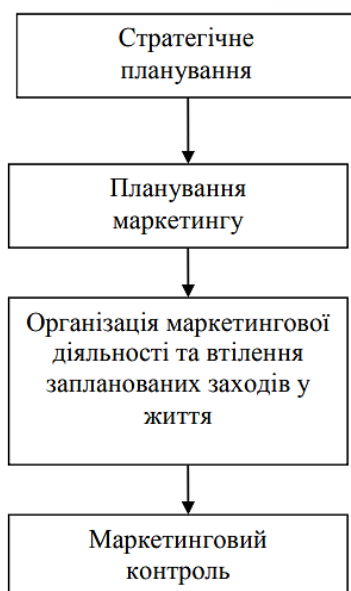 Стратегічне
планування
Планування
маркетингу
Організація маркетингової
діяльності та втілення
запланованих заходів у
життя
Маркетинговий
контроль